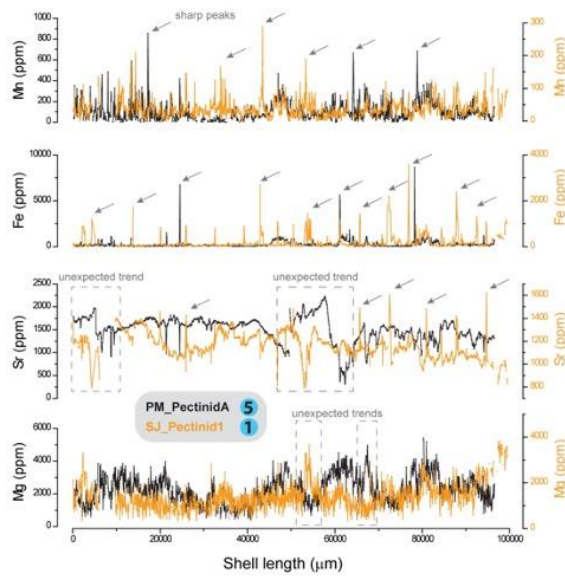 sharp peaks
1000
800
600
400
200
0
Mn (ppm)
300
200
100
0
Mn (ppm)
10000
5000
0
Fe (ppm)
4000
2000
0
Fe (ppm)
unexpected trend
unexpected trend
2500
2000
1500
1000
500
0
Sr (ppm)
1600
1400
1200
1000
800
Sr (ppm)
PM_PectinidA 5
SJ_Pectinid1 1
unexpected trends
6000
4000
2000
0
Mg (ppm)
4000
2000
0
Mg (ppm)
0 20000 40000 60000 80000 100000
Shell length (μm)